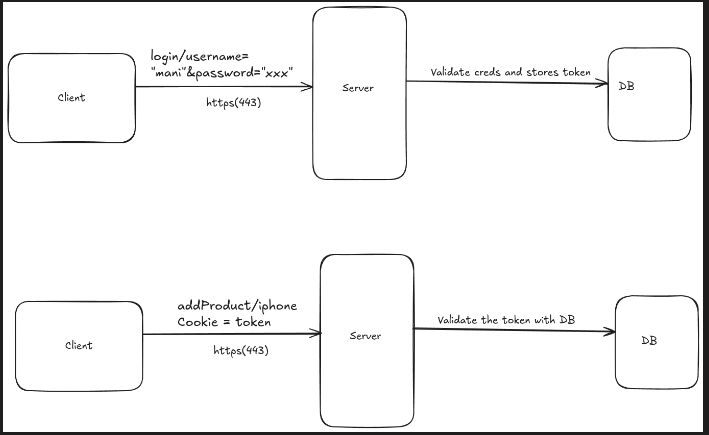 login/username=
"mani"&password="xxx"
Client
https(443)
Server
Validate creds and stores token
DB
addProduct/iphone
Cookie = token
Client
https(443)
Server
Validate the token with DB
DB